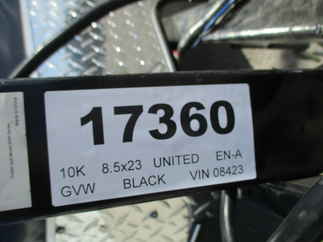 17360
10K 8.5x23 UNITED EN-A
GVW BLACK VIN 08423